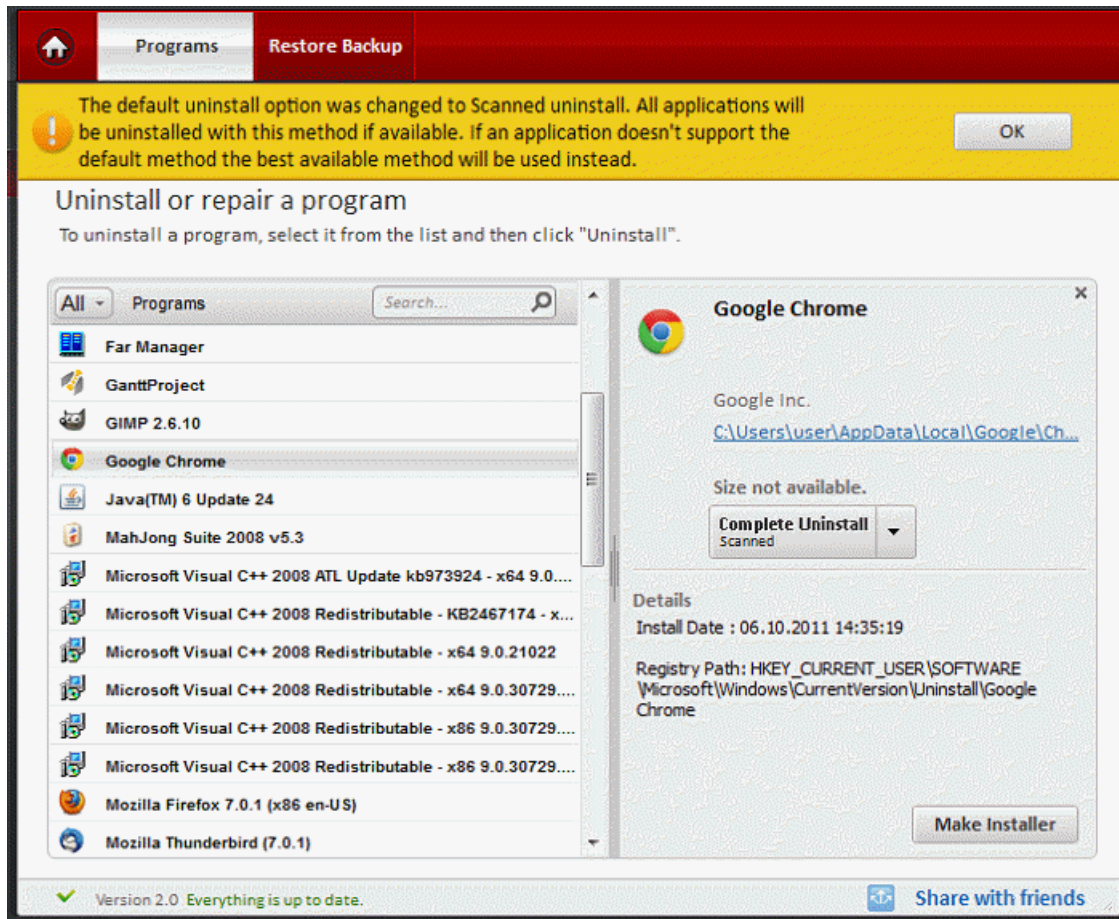 Programs
Restore Backup
The default uninstall option was changed to Scanned uninstall. All applications will
be uninstalled with this method if available. If an application doesn't support the
default method the best available method will be used instead.
OK
Uninstall or repair a program
To uninstall a program, select it from the list and then click "Uninstall".
All
Programs
Search...
Far Manager
GanttProject
GIMP 2.6.10
Google Chrome
Java(TM) 6 Update 24
MahJong Suite 2008 v5.3
Microsoft Visual C++ 2008 ATL Update kb973924 - x64 9.0....
Microsoft Visual C++ 2008 Redistributable - KB2467174 - x...
Microsoft Visual C++ 2008 Redistributable - x64 9.0.21022
Microsoft Visual C++ 2008 Redistributable - x64 9.0.30729....
Microsoft Visual C++ 2008 Redistributable - x86 9.0.30729....
Microsoft Visual C++ 2008 Redistributable - x86 9.0.30729....
Mozilla Firefox 7.0.1 (x86 en-US)
Mozilla Thunderbird (7.0.1)
Google Chrome
Google Inc.
C:\Users\user\AppData\Local\Google\Ch...
Size not available.
Complete Uninstall
Scanned
Details
Install Date : 06.10.2011 14:35:19
Registry Path: HKEY_CURRENT_USER\SOFTWARE
\Microsoft\Windows\CurrentVersion\Uninstall\Google
Chrome
Make Installer
Version 2.0 Everything is up to date.
Share with friends